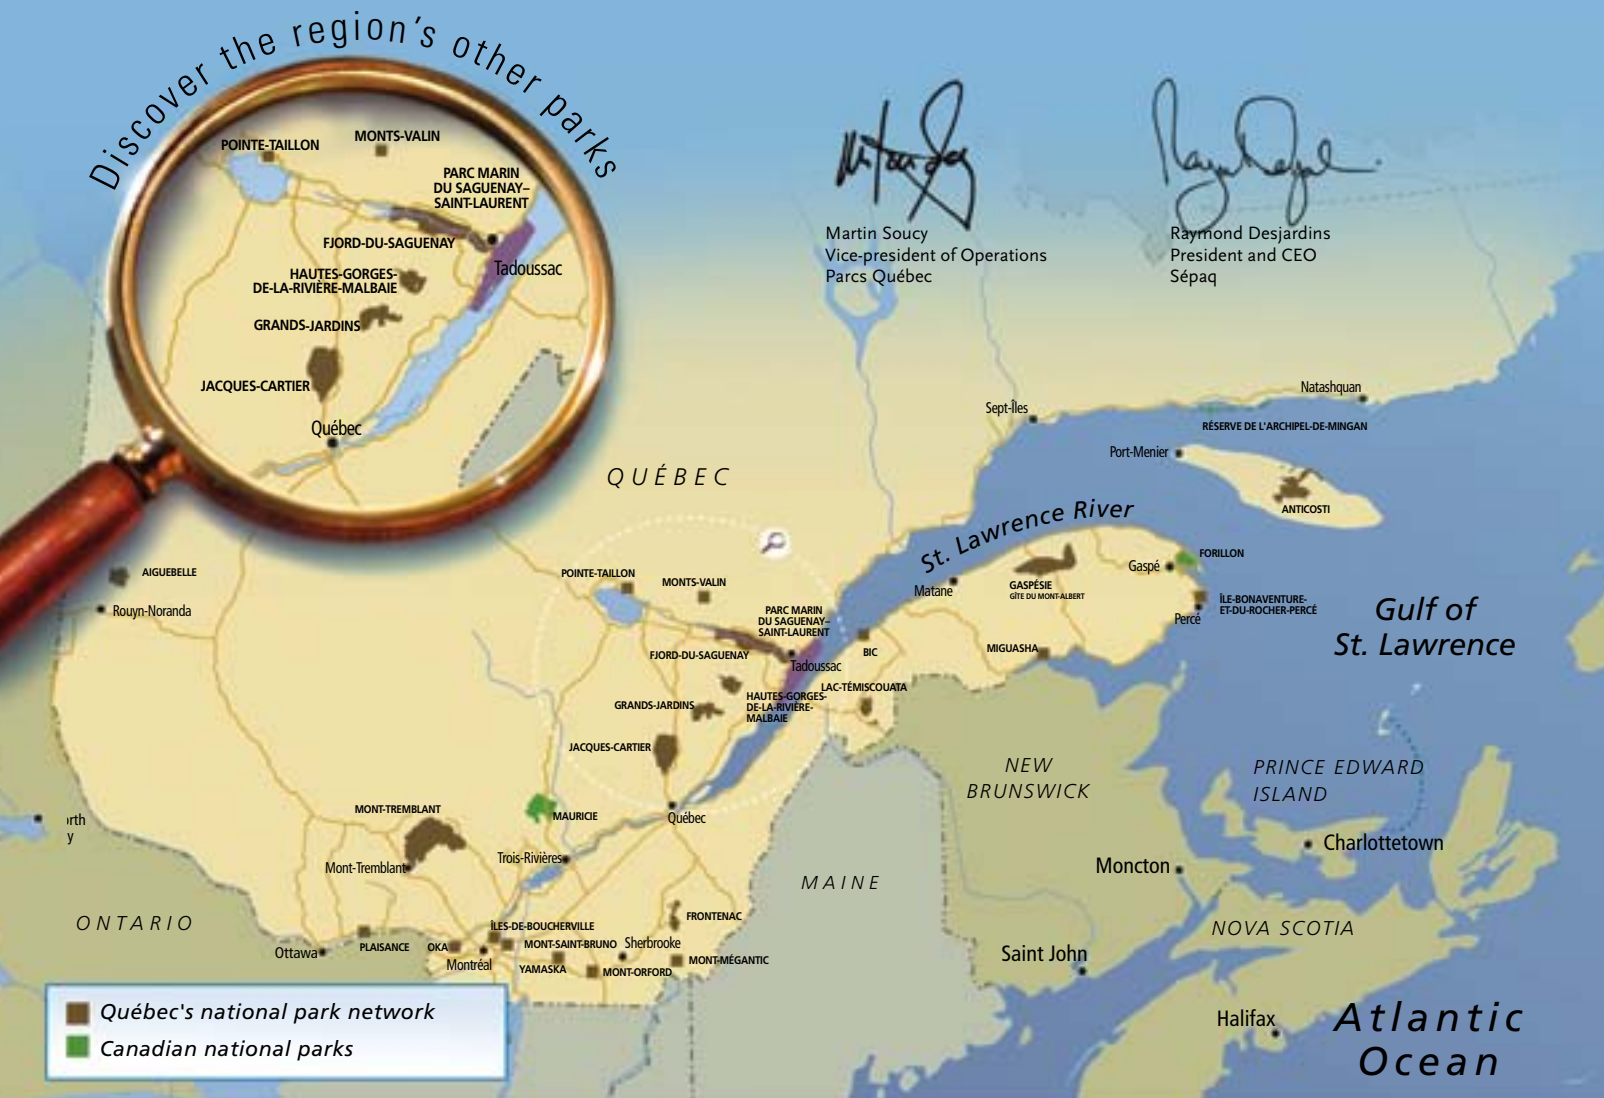 Discover the region's other parks
POINTE-TAILLON
MONTS-VALIN
PARC MARIN
DU SAGUENAY–
SAINT-LAURENT
FJORD-DU-SAGUENAY
Tadoussac
HAUTES-GORGES-
DE-LA-RIVIÈRE-MALBAIE
GRANDS-JARDINS
JACQUES-CARTIER
Québec
Martin Soucy
Vice-president of Operations
Parcs Québec
Raymond Desjardins
President and CEO
Sépaq
Natashquan
Sept-Îles
RÉSERVE DE L'ARCHIPEL-DE-MINGAN
Port-Menier
ANTICOSTI
QUÉBEC
St. Lawrence River
FORILLON
Gaspé
GASPÉSIE
GÎTE DU MONT-ALBERT
Matane
ÎLE-BONAVENTURE-
ET-DU-ROCHER-PERCÉ
Percé
Gulf of
St. Lawrence
AIGUEBELLE
Rouyn-Noranda
POINTE-TAILLON
MONTS-VALIN
PARC MARIN
DU SAGUENAY–
SAINT-LAURENT
FJORD-DU-SAGUENAY
Tadoussac
BIC
MIGUASHA
LAC-TÉMISCOUATA
HAUTES-GORGES-
DE-LA-RIVIÈRE-
MALBAIE
GRANDS-JARDINS
JACQUES-CARTIER
NEW
BRUNSWICK
PRINCE EDWARD
ISLAND
MONT-TREMBLANT
MAURICIE
Québec
orth
y
Charlottetown
Trois-Rivières
Mont-Tremblant
Moncton
MAINE
ONTARIO
FRONTENAC
NOVA SCOTIA
ÎLES-DE-BOUCHERVILLE
PLAISANCE
OKA
MONT-SAINT-BRUNO
Sherbrooke
Ottawa
Montréal
YAMASKA
MONT-ORFORD
MONT-MÉGANTIC
Saint John
Québec's national park network
Canadian national parks
Halifax
Atlantic
Ocean